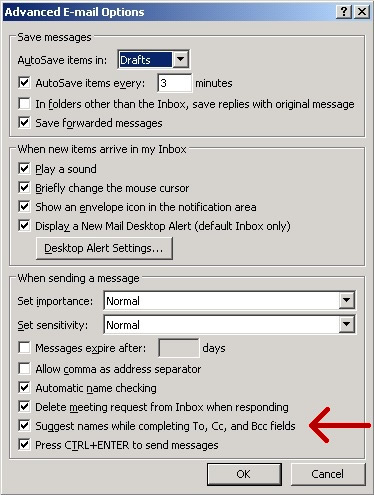 Advanced E-mail Options
Save messages
AutoSave items in: Drafts
AutoSave items every: 3 minutes
In folders other than the Inbox, save replies with original message
Save forwarded messages
When new items arrive in my Inbox
Play a sound
Briefly change the mouse cursor
Show an envelope icon in the notification area
Display a New Mail Desktop Alert (default Inbox only)
Desktop Alert Settings...
When sending a message
Set importance: Normal
Set sensitivity: Normal
Messages expire after: days
Allow comma as address separator
Automatic name checking
Delete meeting request from Inbox when responding
Suggest names while completing To, Cc, and Bcc fields
Press CTRL+ENTER to send messages
OK Cancel